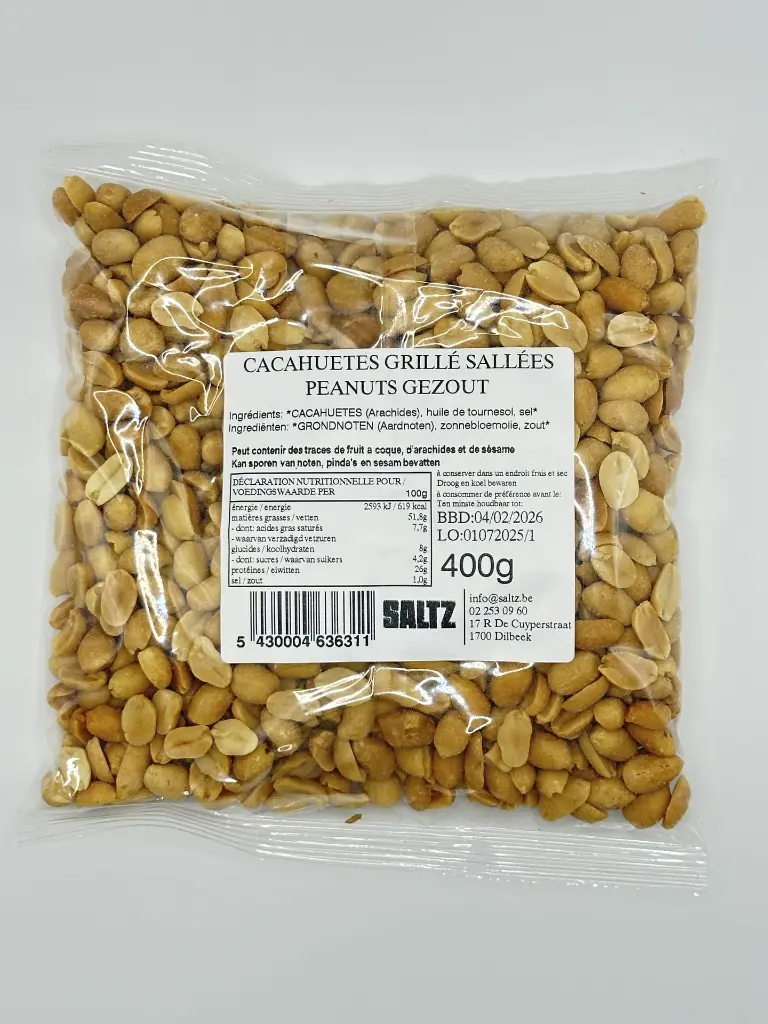 CACAHUETES GRILLÉ SALLÉES
PEANUTS GEZOUT
Ingrédients: *CACAHUETES (Arachides), huile de tournesol, sel*
Ingrediënten: *GRONDNOTEN (Aardnoten), zonnebloemolie, zout*
Peut contenir des traces de fruit a coque, d'arachides et de sésame
Kan sporen van noten, pinda's en sesam bevatten
DÉCLARATION NUTRITIONNELLE POUR /
VOEDINGSWAARDE PER 100g
énergie / energie 2593 kJ / 619 kcal
matières grasses / vetten 51,8g
- dont: acides gras saturés 7,7g
- waarvan verzadigd vetzuren
glucides / koolhydraten 8g
- dont: sucres / waarvan suikers 4,2g
protéines / eiwitten 26g
sel / zout 1,0g
à conserver dans un endroit frais et sec
Droog en koel bewaren
à consommer de préférence avant le:
Ten minste houdbaar tot:
BBD:04/02/2026
LO:01072025/1
400g
5 430004 636311
SALTZ
info@saltz.be
02 253 09 60
17 R De Cuyperstraat
1700 Dilbeek